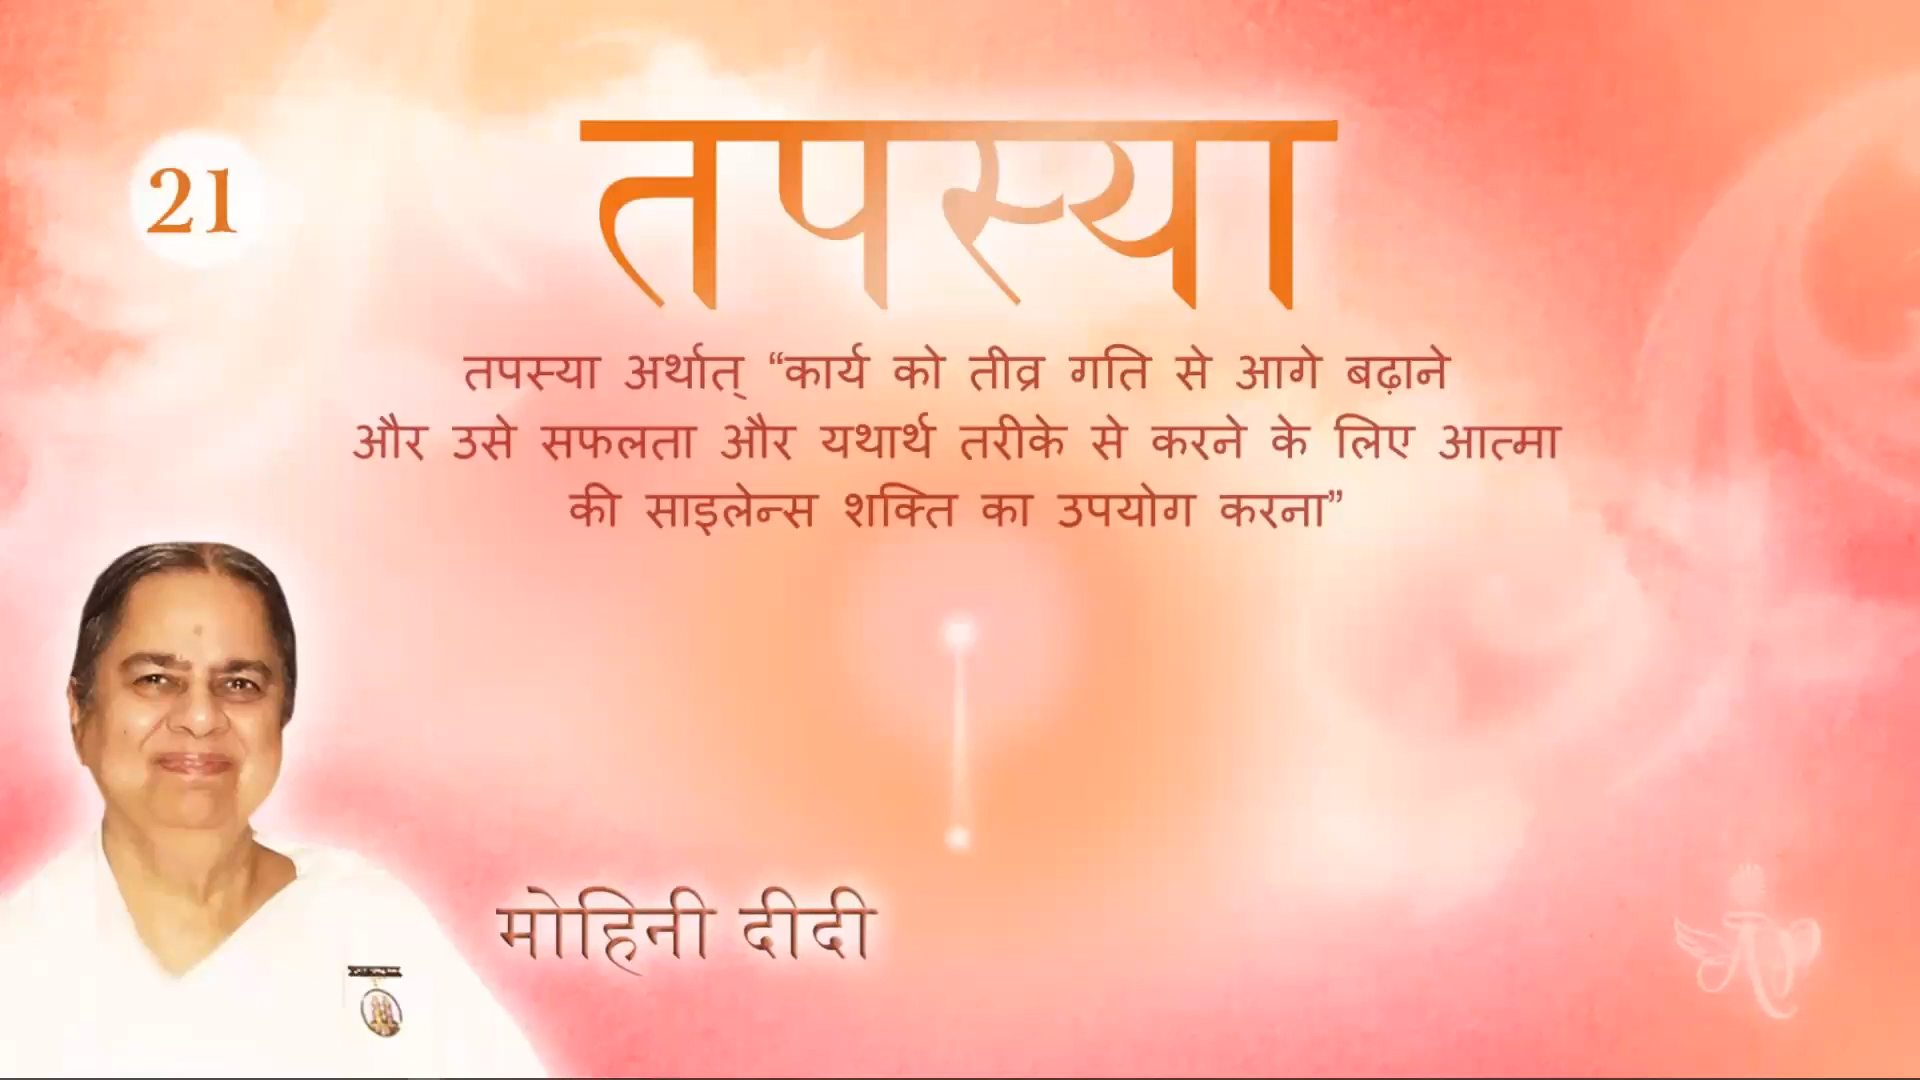 21
तपस्या
तपस्या अर्थात् “कार्य को तीव्र गति से आगे बढ़ाने
और उसे सफलता और यथार्थ तरीके से करने के लिए आत्मा
की साइलेन्स शक्ति का उपयोग करना”
मोहिनी दीदी